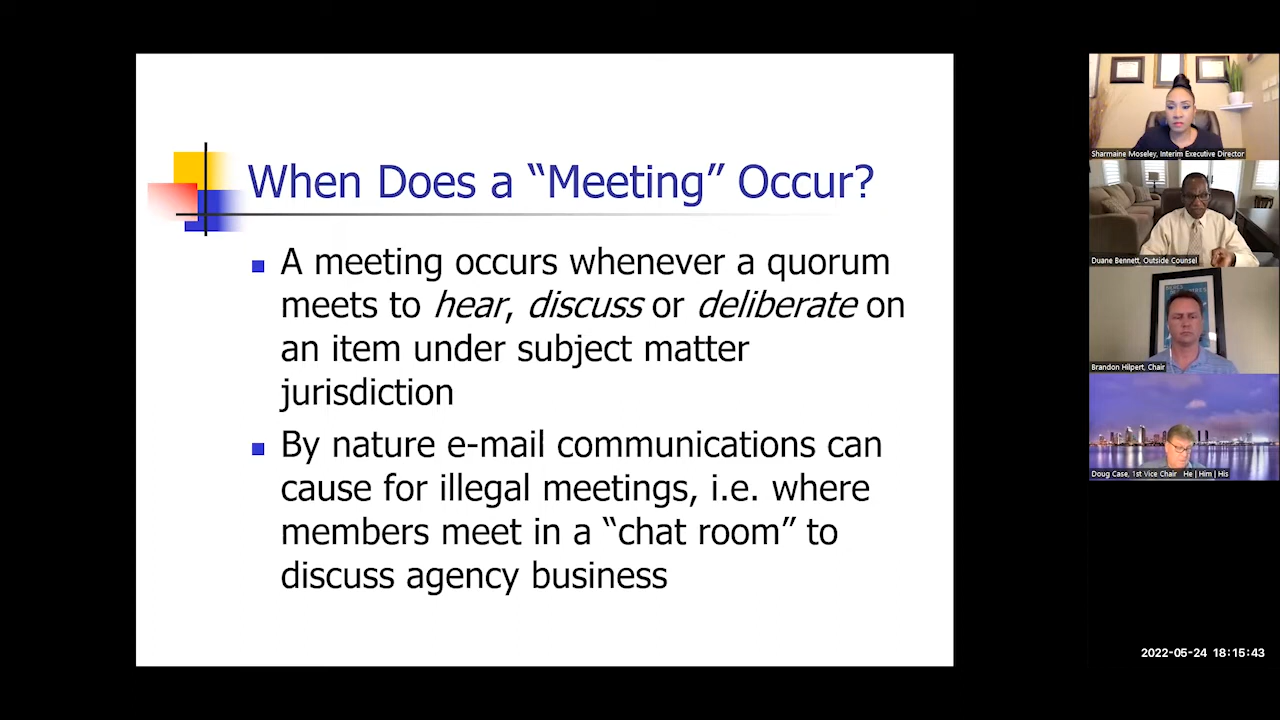 When Does a “Meeting” Occur?
A meeting occurs whenever a quorum
meets to hear, discuss or deliberate on
an item under subject matter
jurisdiction
By nature e-mail communications can
cause for illegal meetings, i.e. where
members meet in a “chat room” to
discuss agency business
Sharmaine Moseley, Interim Executive Director
Duane Bennett, Outside Counsel
Brandon Hilpert, Chair
Doug Case, 1st Vice Chair He | Him | His
2022-05-24 18:15:43